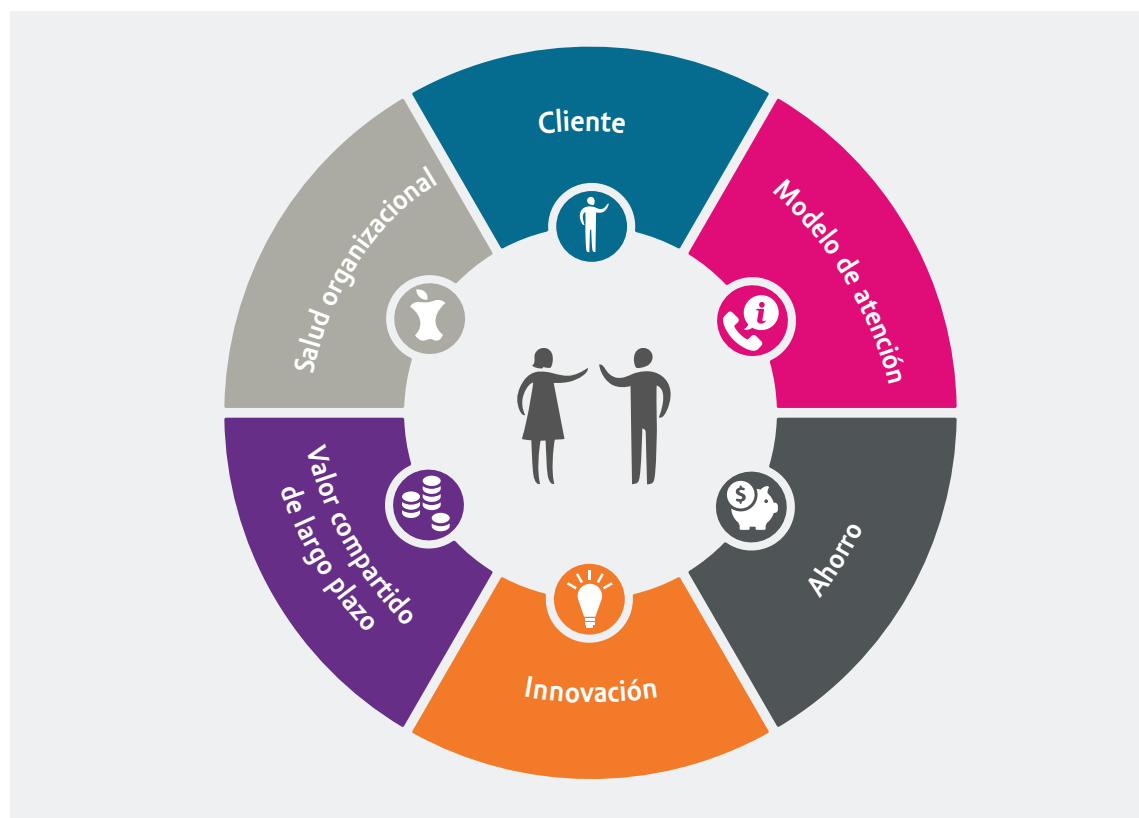 Cliente
Modelo de atención
Ahorro
Innovación
Valor compartido
de largo plazo
Salud organizacional
i
$